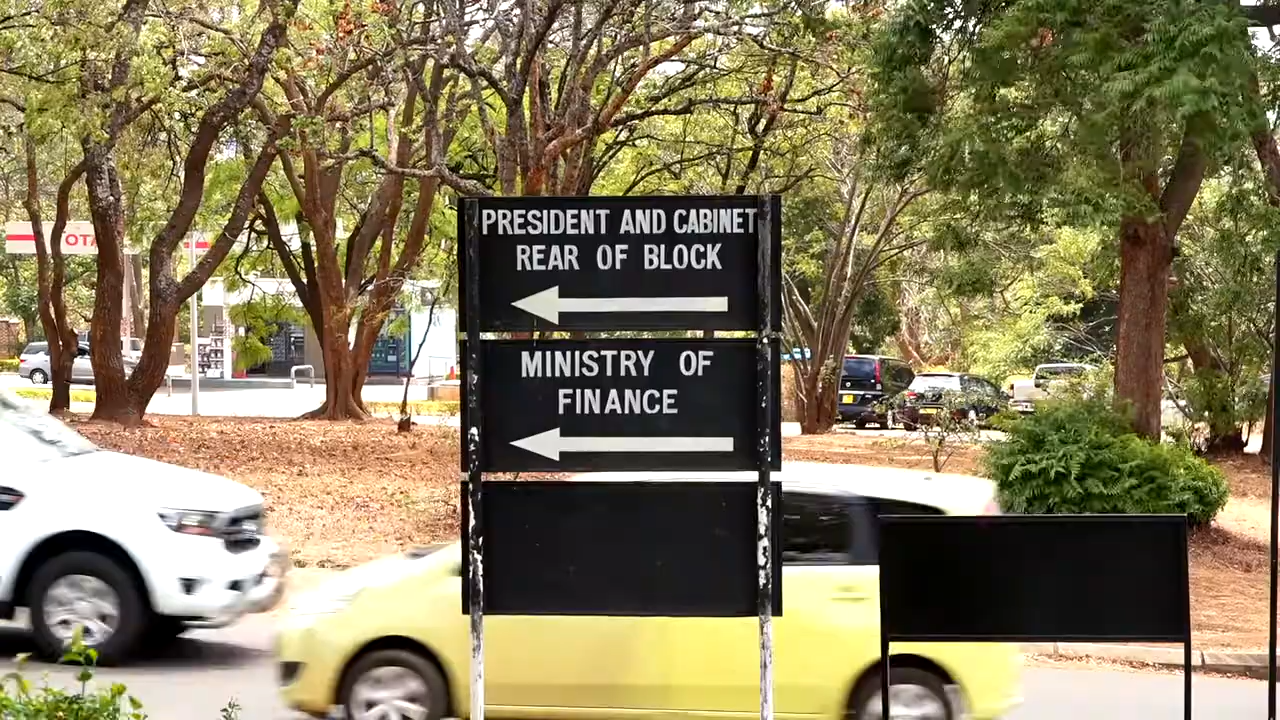 PRESIDENT AND CABINET
REAR OF BLOCK
MINISTRY OF
FINANCE